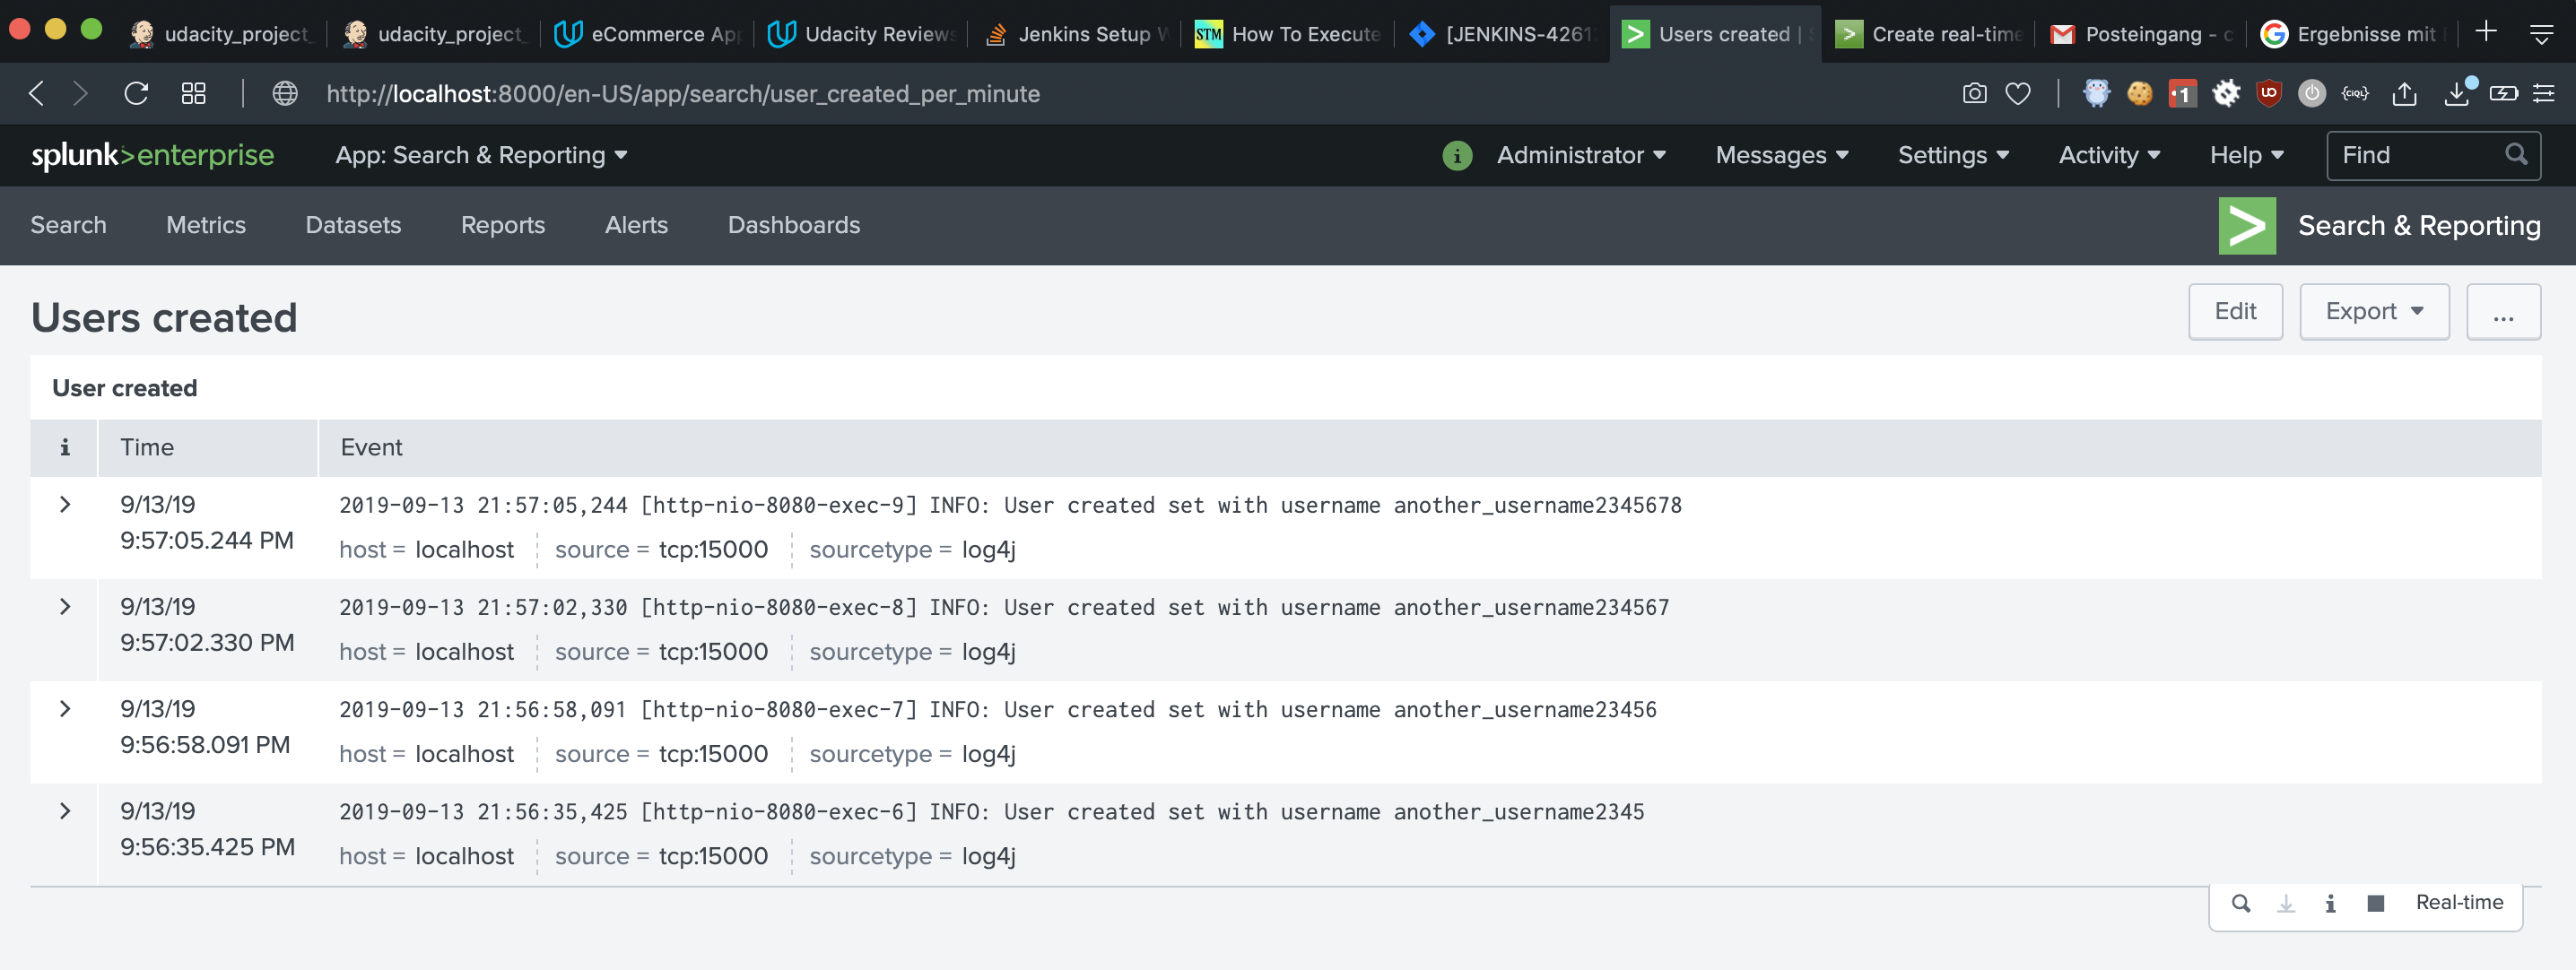 udacity_project_
udacity_project_
eCommerce App
Udacity Reviews
Jenkins Setup W
STM
How To Execute
[JENKINS-4261
Users created | S
Create real-time
Posteingang - c
Ergebnisse mit
http://localhost:8000/en-US/app/search/user_created_per_minute
1
UO
{CIQL}
splunk>enterprise
App: Search & Reporting
i
Administrator
Messages
Settings
Activity
Help
Find
Search
Metrics
Datasets
Reports
Alerts
Dashboards
Search & Reporting
Users created
Edit
Export
...
User created
i
Time
Event
9/13/19
9:57:05.244 PM
2019-09-13 21:57:05,244 [http-nio-8080-exec-9] INFO: User created set with username another_username2345678
host = localhost
source = tcp:15000
sourcetype = log4j
9/13/19
9:57:02.330 PM
2019-09-13 21:57:02,330 [http-nio-8080-exec-8] INFO: User created set with username another_username234567
host = localhost
source = tcp:15000
sourcetype = log4j
9/13/19
9:56:58.091 PM
2019-09-13 21:56:58,091 [http-nio-8080-exec-7] INFO: User created set with username another_username23456
host = localhost
source = tcp:15000
sourcetype = log4j
9/13/19
9:56:35.425 PM
2019-09-13 21:56:35,425 [http-nio-8080-exec-6] INFO: User created set with username another_username2345
host = localhost
source = tcp:15000
sourcetype = log4j
i
Real-time